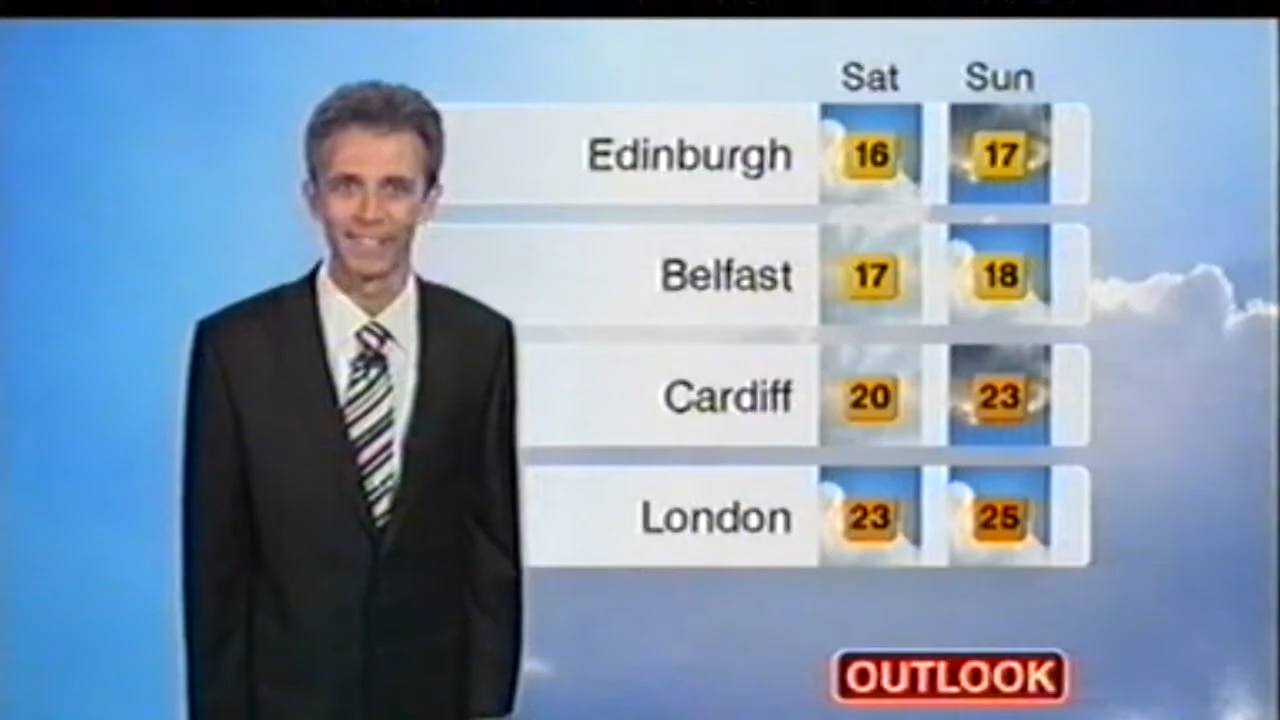 Sat Sun
Edinburgh 16 17
Belfast 17 18
Cardiff 20 23
London 23 25
OUTLOOK